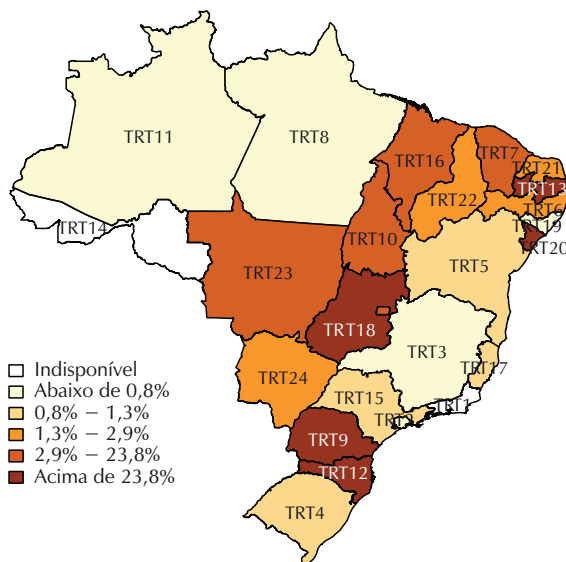 TRT11
TRT8
TRT16
TRT7
TRT21
TRT13
TRT22
TRT6
TRT14
TRT19
TRT10
TRT20
TRT23
TRT5
TRT18
TRT3
TRT17
TRT24
TRT15
TRT1
TRT2
TRT9
TRT12
TRT4
Indisponível
Abaixo de 0,8%
0,8% − 1,3%
1,3% − 2,9%
2,9% − 23,8%
Acima de 23,8%